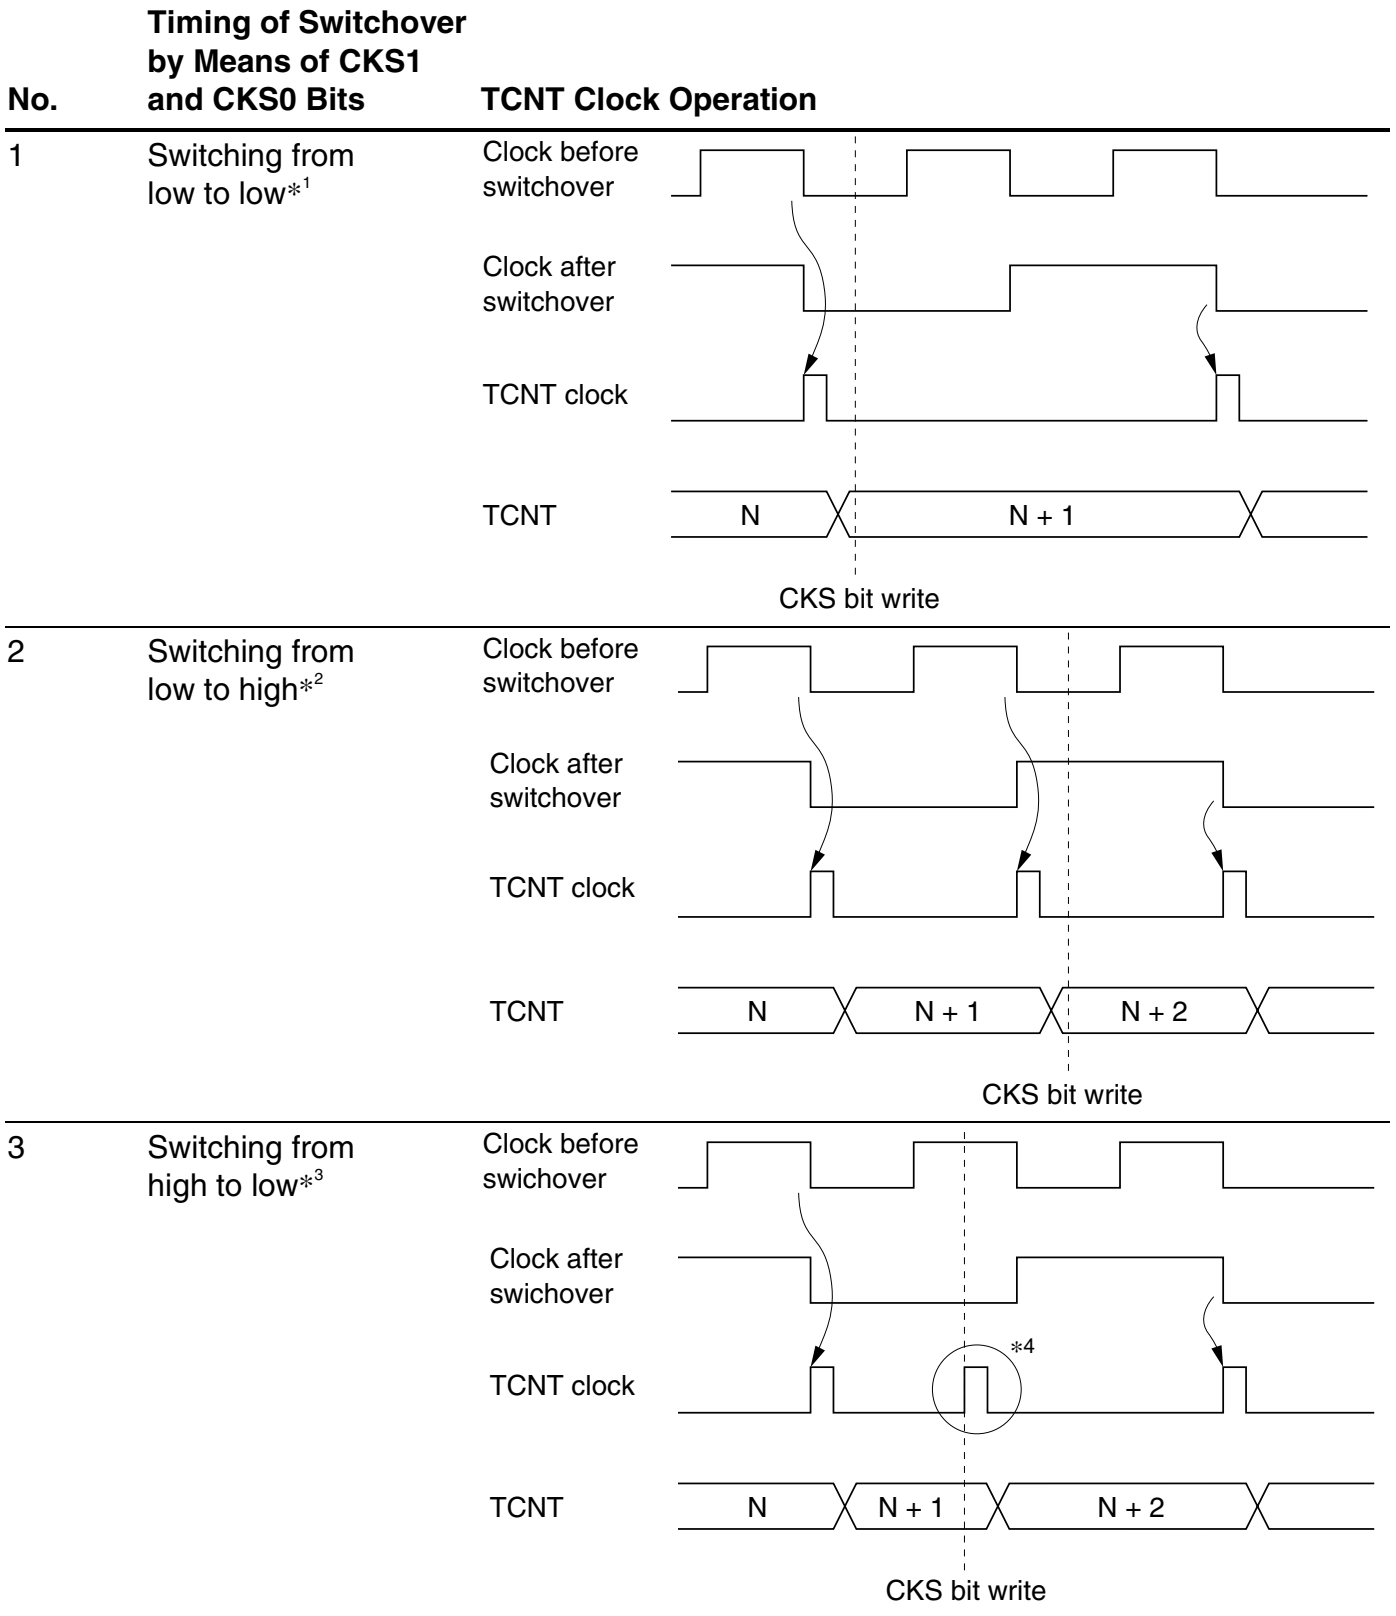 Timing of Switchover
by Means of CKS1
No. and CKS0 Bits TCNT Clock Operation
1 Switching from
low to low*1
Clock before
switchover
Clock after
switchover
TCNT clock
TCNT N N + 1
CKS bit write
2 Switching from
low to high*2
Clock before
switchover
Clock after
switchover
TCNT clock
TCNT N N + 1 N + 2
CKS bit write
3 Switching from
high to low*3
Clock before
swichover
Clock after
swichover
*4
TCNT clock
TCNT N N + 1 N + 2
CKS bit write